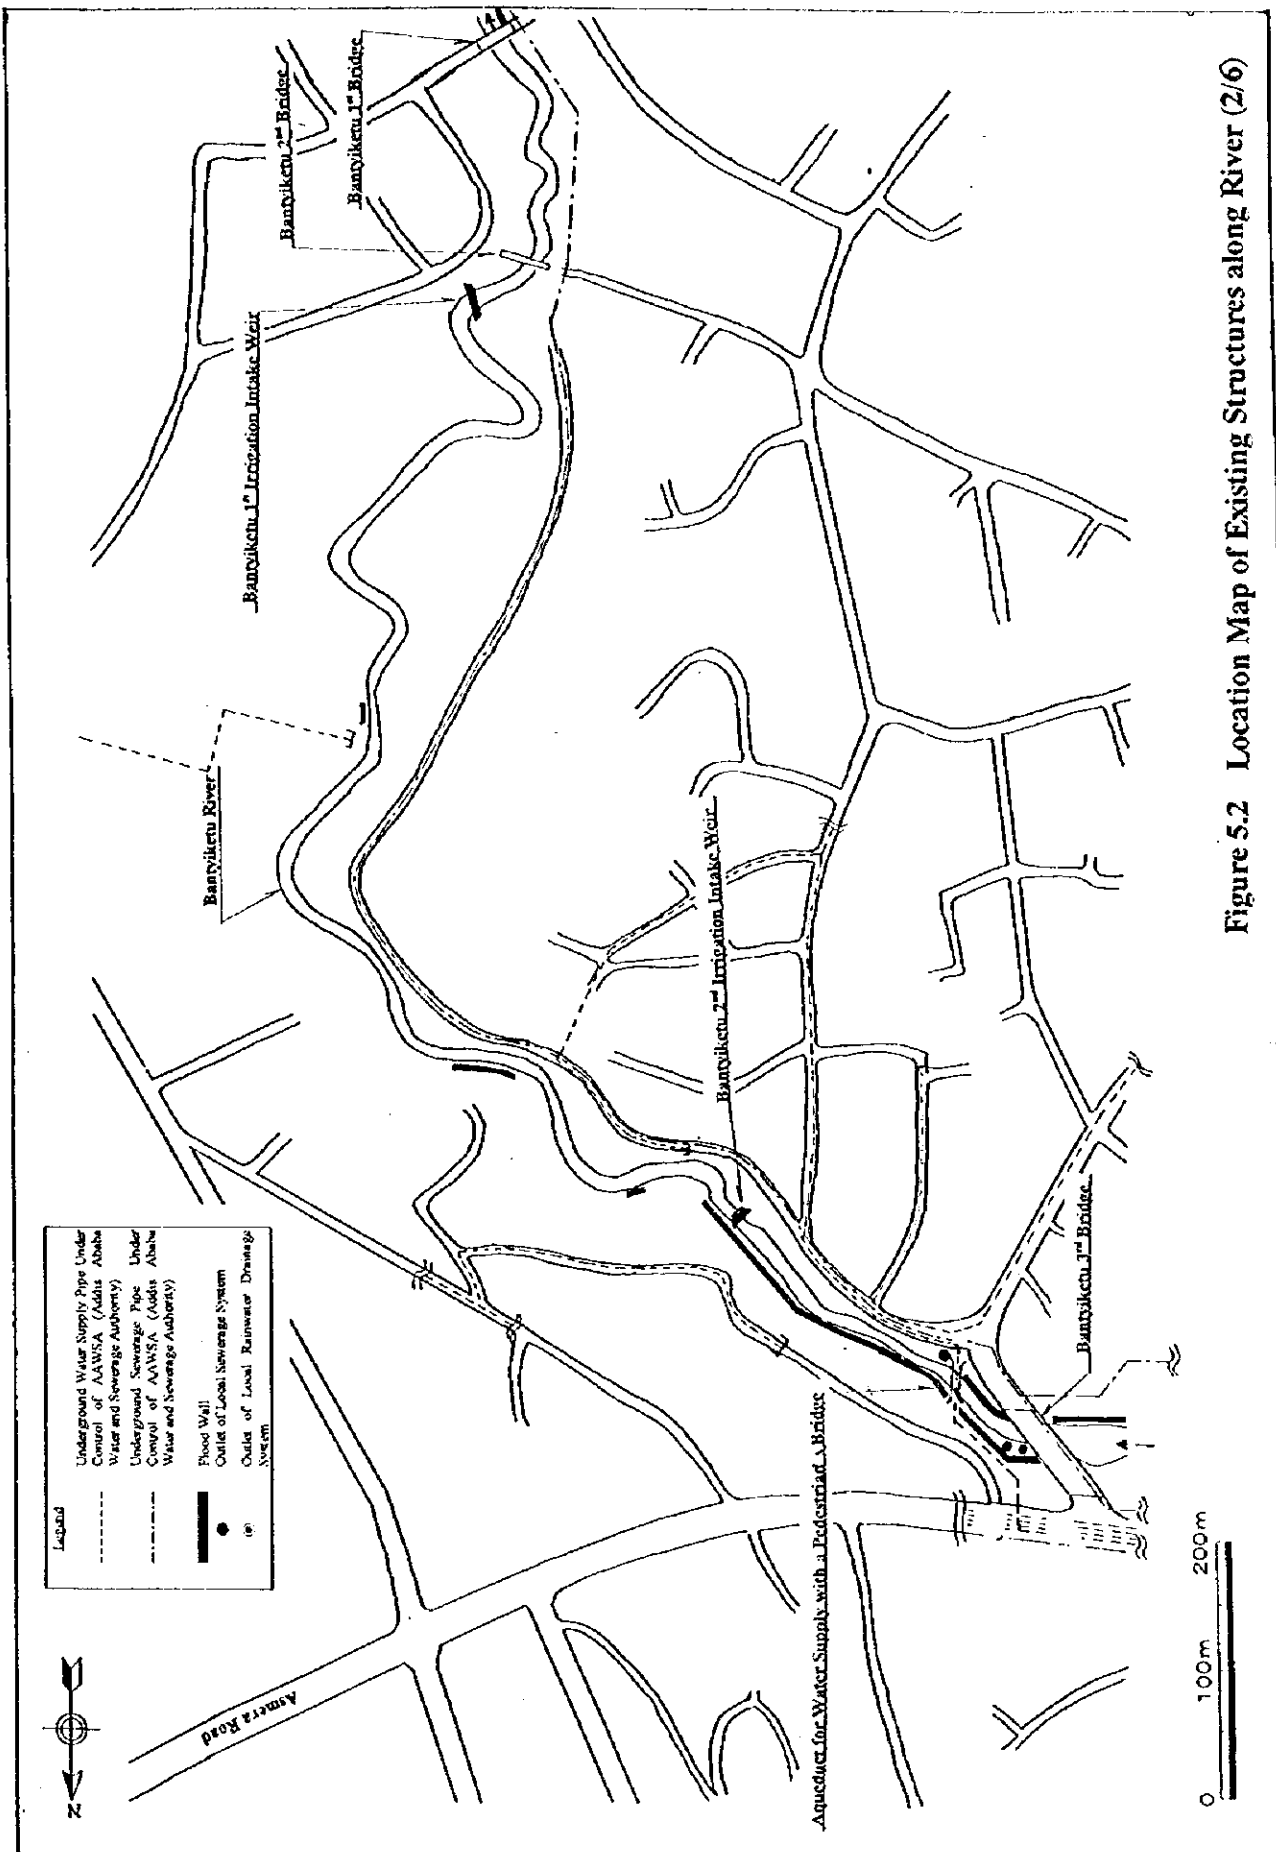 Figure 5.2 Location Map of Existing Structures along River (2/6)
Legend
Underground Water Supply Pipe Under
Control of AAWSA (Addis Ababa
Water and Sewerage Authority)
Underground Sewerage Pipe Under
Control of AAWSA (Addis Ababa
Water and Sewerage Authority)
Flood Wall
Outlet of Local Sewerage System
Outlet of Local Rainwater Drainage
System
N
Asmera Road
Bantyiketu River
Bantyiketu 1st Irrigation Intake Weir
Bantyiketu 2nd Bridge
Bantyiketu 1st Bridge
Bantyiketu 2nd Irrigation Intake Weir
Aqueduct for Water Supply with a Pedestriad Bridge
Bantyiketu 3rd Bridge
0 100m 200m